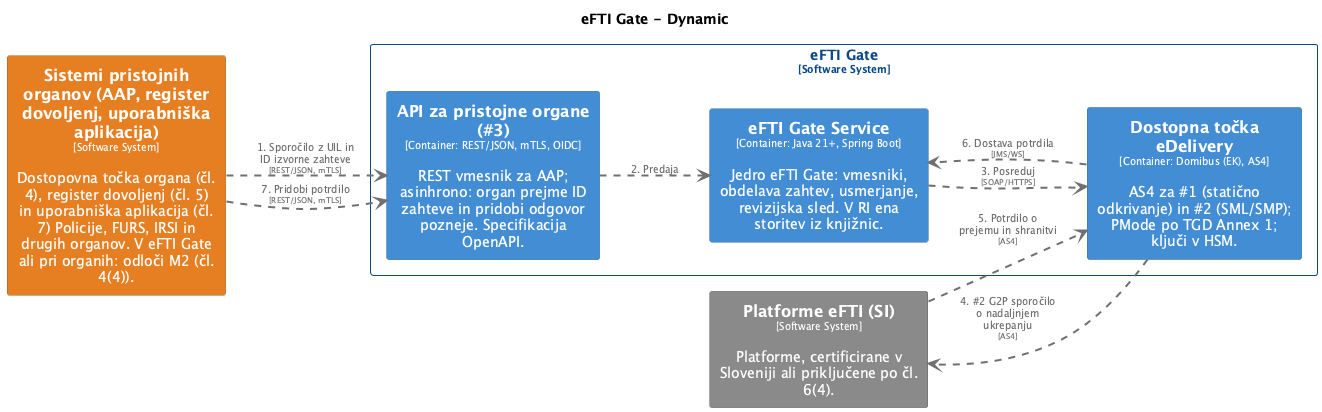 eFTI Gate – Dynamic
Sistemi pristojnih
organov (AAP, register
dovoljenj, uporabniška
aplikacija)
[Software System]
Dostopovna točka organa (čl.
4), register dovoljenj (čl. 5)
in uporabniška aplikacija (čl.
7) Policije, FURS, IRSI in
drugih organov. V eFTI Gate
ali pri organih: odloči M2 (čl.
4(4)).
1. Sporočilo z UIL in
ID izvorne zahteve
[REST/JSON, mTLS]
7. Pridobi potrdilo
[REST/JSON, mTLS]
eFTI Gate
[Software System]
API za pristojne organe
(#3)
[Container: REST/JSON, mTLS, OIDC]
REST vmesnik za AAP;
asinhrono: organ prejme ID
zahteve in pridobi odgovor
pozneje. Specifikacija
OpenAPI.
2. Predaja
eFTI Gate Service
[Container: Java 21+, Spring Boot]
Jedro eFTI Gate: vmesniki,
obdelava zahtev, usmerjanje,
revizijska sled. V RI ena
storitev iz knjižnic.
6. Dostava potrdila
[JMS/WS]
3. Posreduj
[SOAP/HTTPS]
Dostopna točka
eDelivery
[Container: Domibus (EK), AS4]
AS4 za #1 (statično
odkrivanje) in #2 (SML/SMP);
PMode po TGD Annex 1;
ključi v HSM.
5. Potrdilo o
prejemu in shranitvi
[AS4]
4. #2 G2P sporočilo
o nadaljnjem
ukrepanju
[AS4]
Platforme eFTI (SI)
[Software System]
Platforme, certificirane v
Sloveniji ali priključene po čl.
6(4).